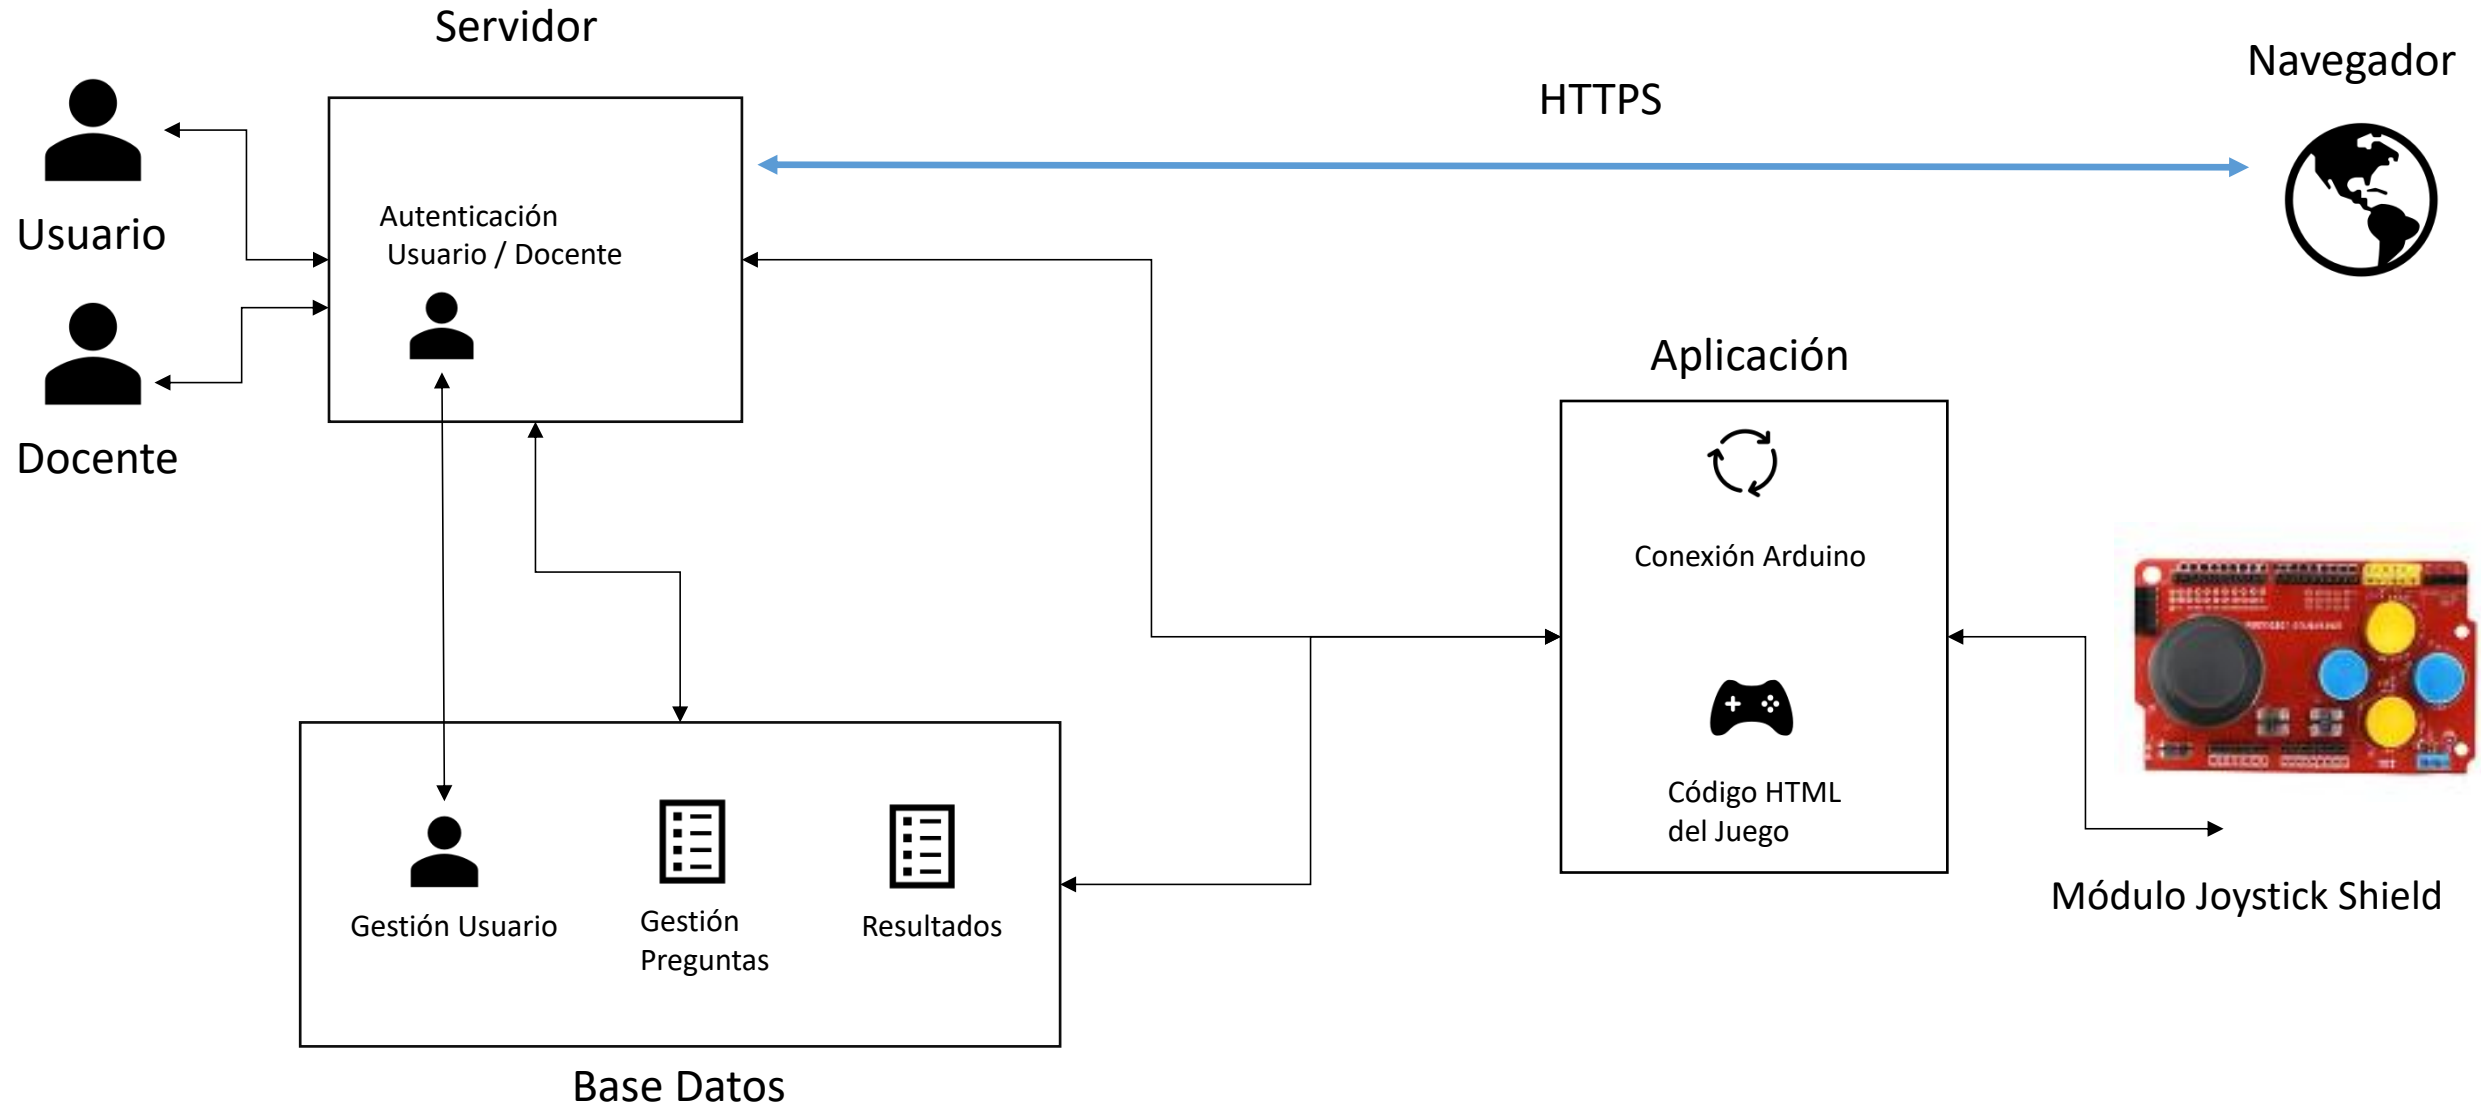 Servidor
Navegador
HTTPS
Usuario
Autenticación
Usuario / Docente
Docente
Aplicación
Conexión Arduino
Código HTML
del Juego
Módulo Joystick Shield
Gestión Usuario
Gestión
Preguntas
Resultados
Base Datos